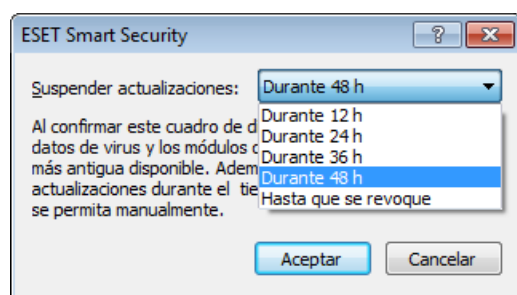 ESET Smart Security
Suspender actualizaciones: Durante 48 h
Durante 12 h
Durante 24 h
Durante 36 h
Durante 48 h
Hasta que se revoque
Al confirmar este cuadro de d
datos de virus y los módulos
más antigua disponible. Adem
actualizaciones durante el tie
se permita manualmente.
Aceptar Cancelar